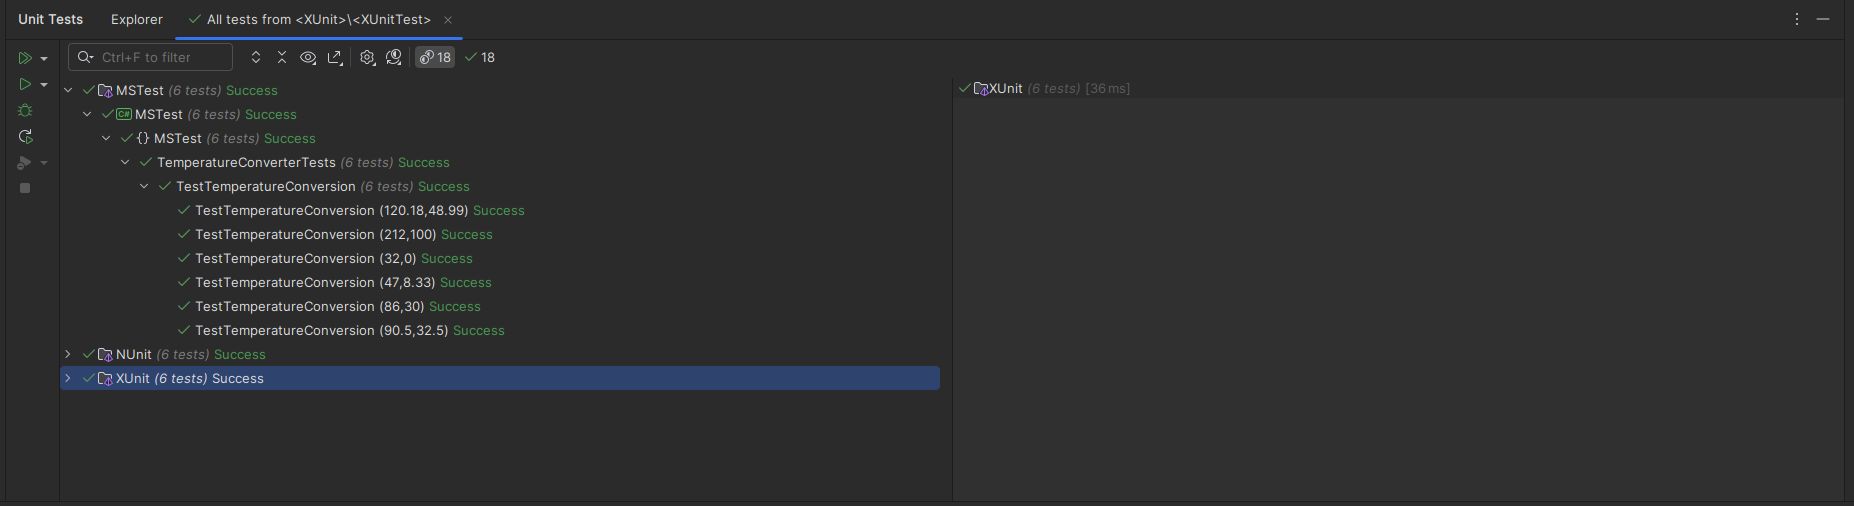 Unit Tests Explorer All tests from <XUnit>\<XUnitTest>
Ctrl+F to filter 18 18
MSTest (6 tests) Success
C# MSTest (6 tests) Success
{} MSTest (6 tests) Success
TemperatureConverterTests (6 tests) Success
TestTemperatureConversion (6 tests) Success
TestTemperatureConversion (120.18,48.99) Success
TestTemperatureConversion (212,100) Success
TestTemperatureConversion (32,0) Success
TestTemperatureConversion (47,8.33) Success
TestTemperatureConversion (86,30) Success
TestTemperatureConversion (90.5,32.5) Success
NUnit (6 tests) Success
XUnit (6 tests) Success
XUnit (6 tests) [36 ms]